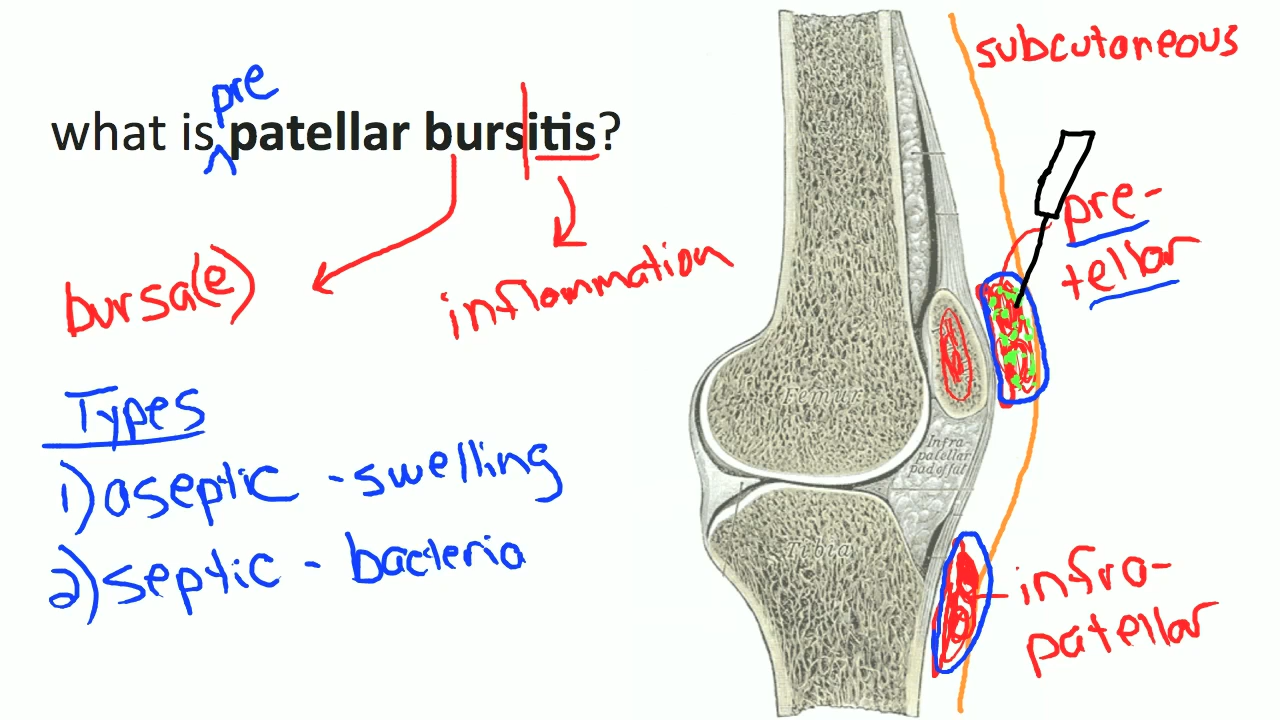 pre
what is patellar bursitis?
bursa(e)
inflammation
Types
1) aseptic - swelling
2) septic - bacteria
subcutaneous
pre-
tellar
Femur
Infra
patellar
pad of fat
Tibia
infra-
patellar